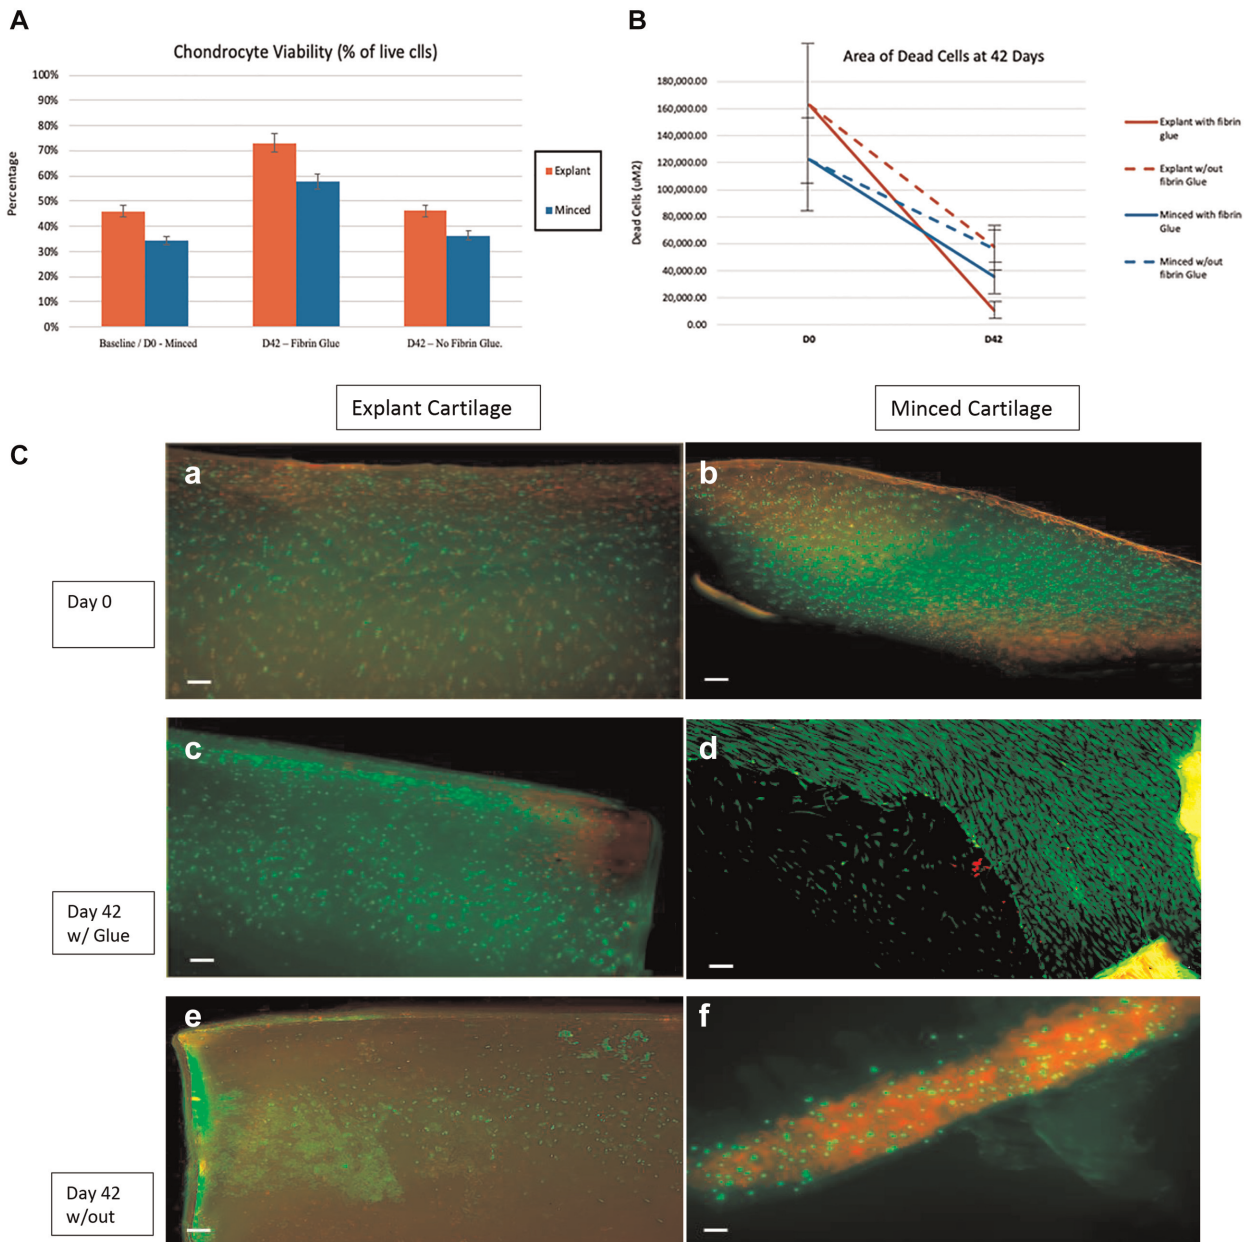 A
Chondrocyte Viability (% of live clls)
100%
90%
80%
70%
60%
50%
40%
30%
20%
10%
0%
Percentage
Baseline / D0 - Minced
D42 – Fibrin Glue
D42 – No Fibrin Glue.
Explant
Minced
B
Area of Dead Cells at 42 Days
180,000.00
160,000.00
140,000.00
120,000.00
100,000.00
80,000.00
60,000.00
40,000.00
20,000.00
0.00
Dead Cells (uM2)
D0
D42
Explant with fibrin
glue
Explant w/out
fibrin Glue
Minced with fibrin
Glue
Minced w/out
fibrin Glue
Explant Cartilage
Minced Cartilage
C
Day 0
a
b
Day 42
w/ Glue
c
d
Day 42
w/out
e
f